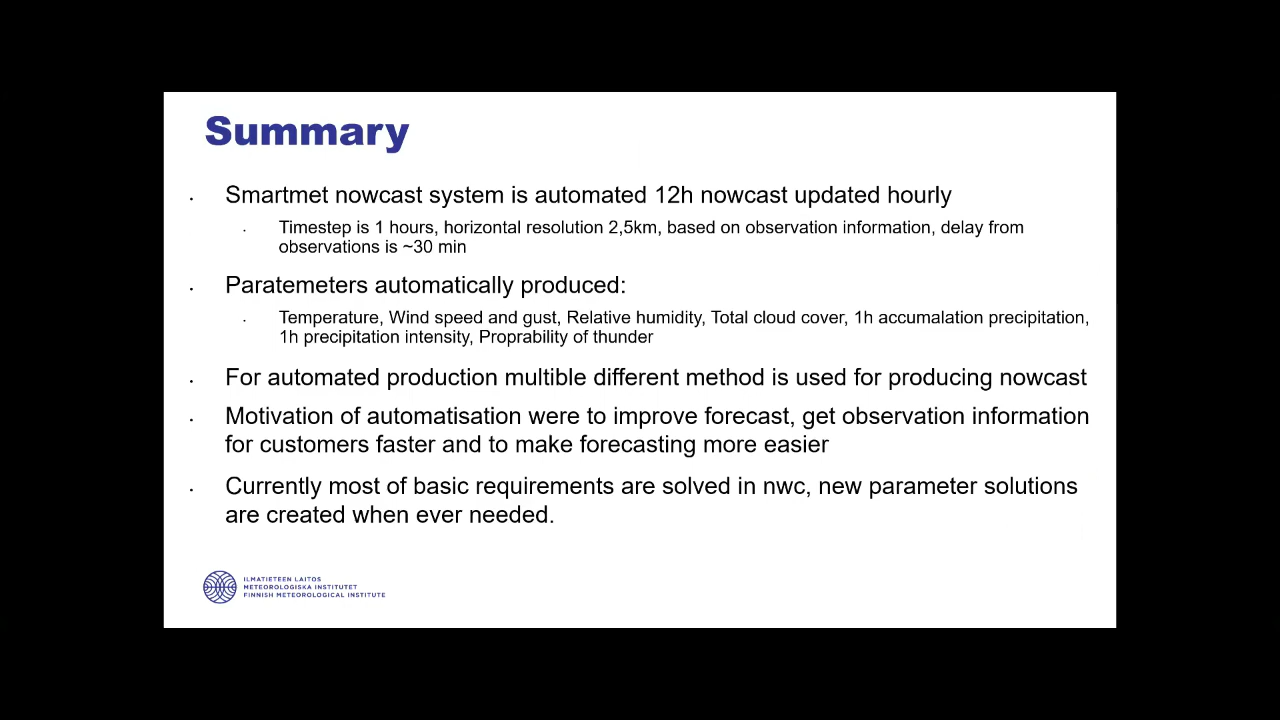 Summary
Smartmet nowcast system is automated 12h nowcast updated hourly
Timestep is 1 hours, horizontal resolution 2,5km, based on observation information, delay from
observations is ~30 min
Paratemeters automatically produced:
Temperature, Wind speed and gust, Relative humidity, Total cloud cover, 1h accumalation precipitation,
1h precipitation intensity, Proprability of thunder
For automated production multible different method is used for producing nowcast
Motivation of automatisation were to improve forecast, get observation information
for customers faster and to make forecasting more easier
Currently most of basic requirements are solved in nwc, new parameter solutions
are created when ever needed.
ILMATIETEEN LAITOS
METEOROLOGISKA INSTITUTET
FINNISH METEOROLOGICAL INSTITUTE